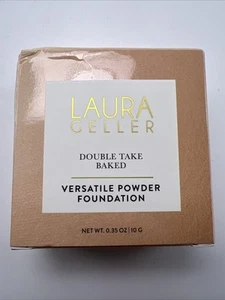 LAURA
GELLER
DOUBLE TAKE
BAKED
VERSATILE POWDER
FOUNDATION
NET WT. 0.35 OZ | 10 G